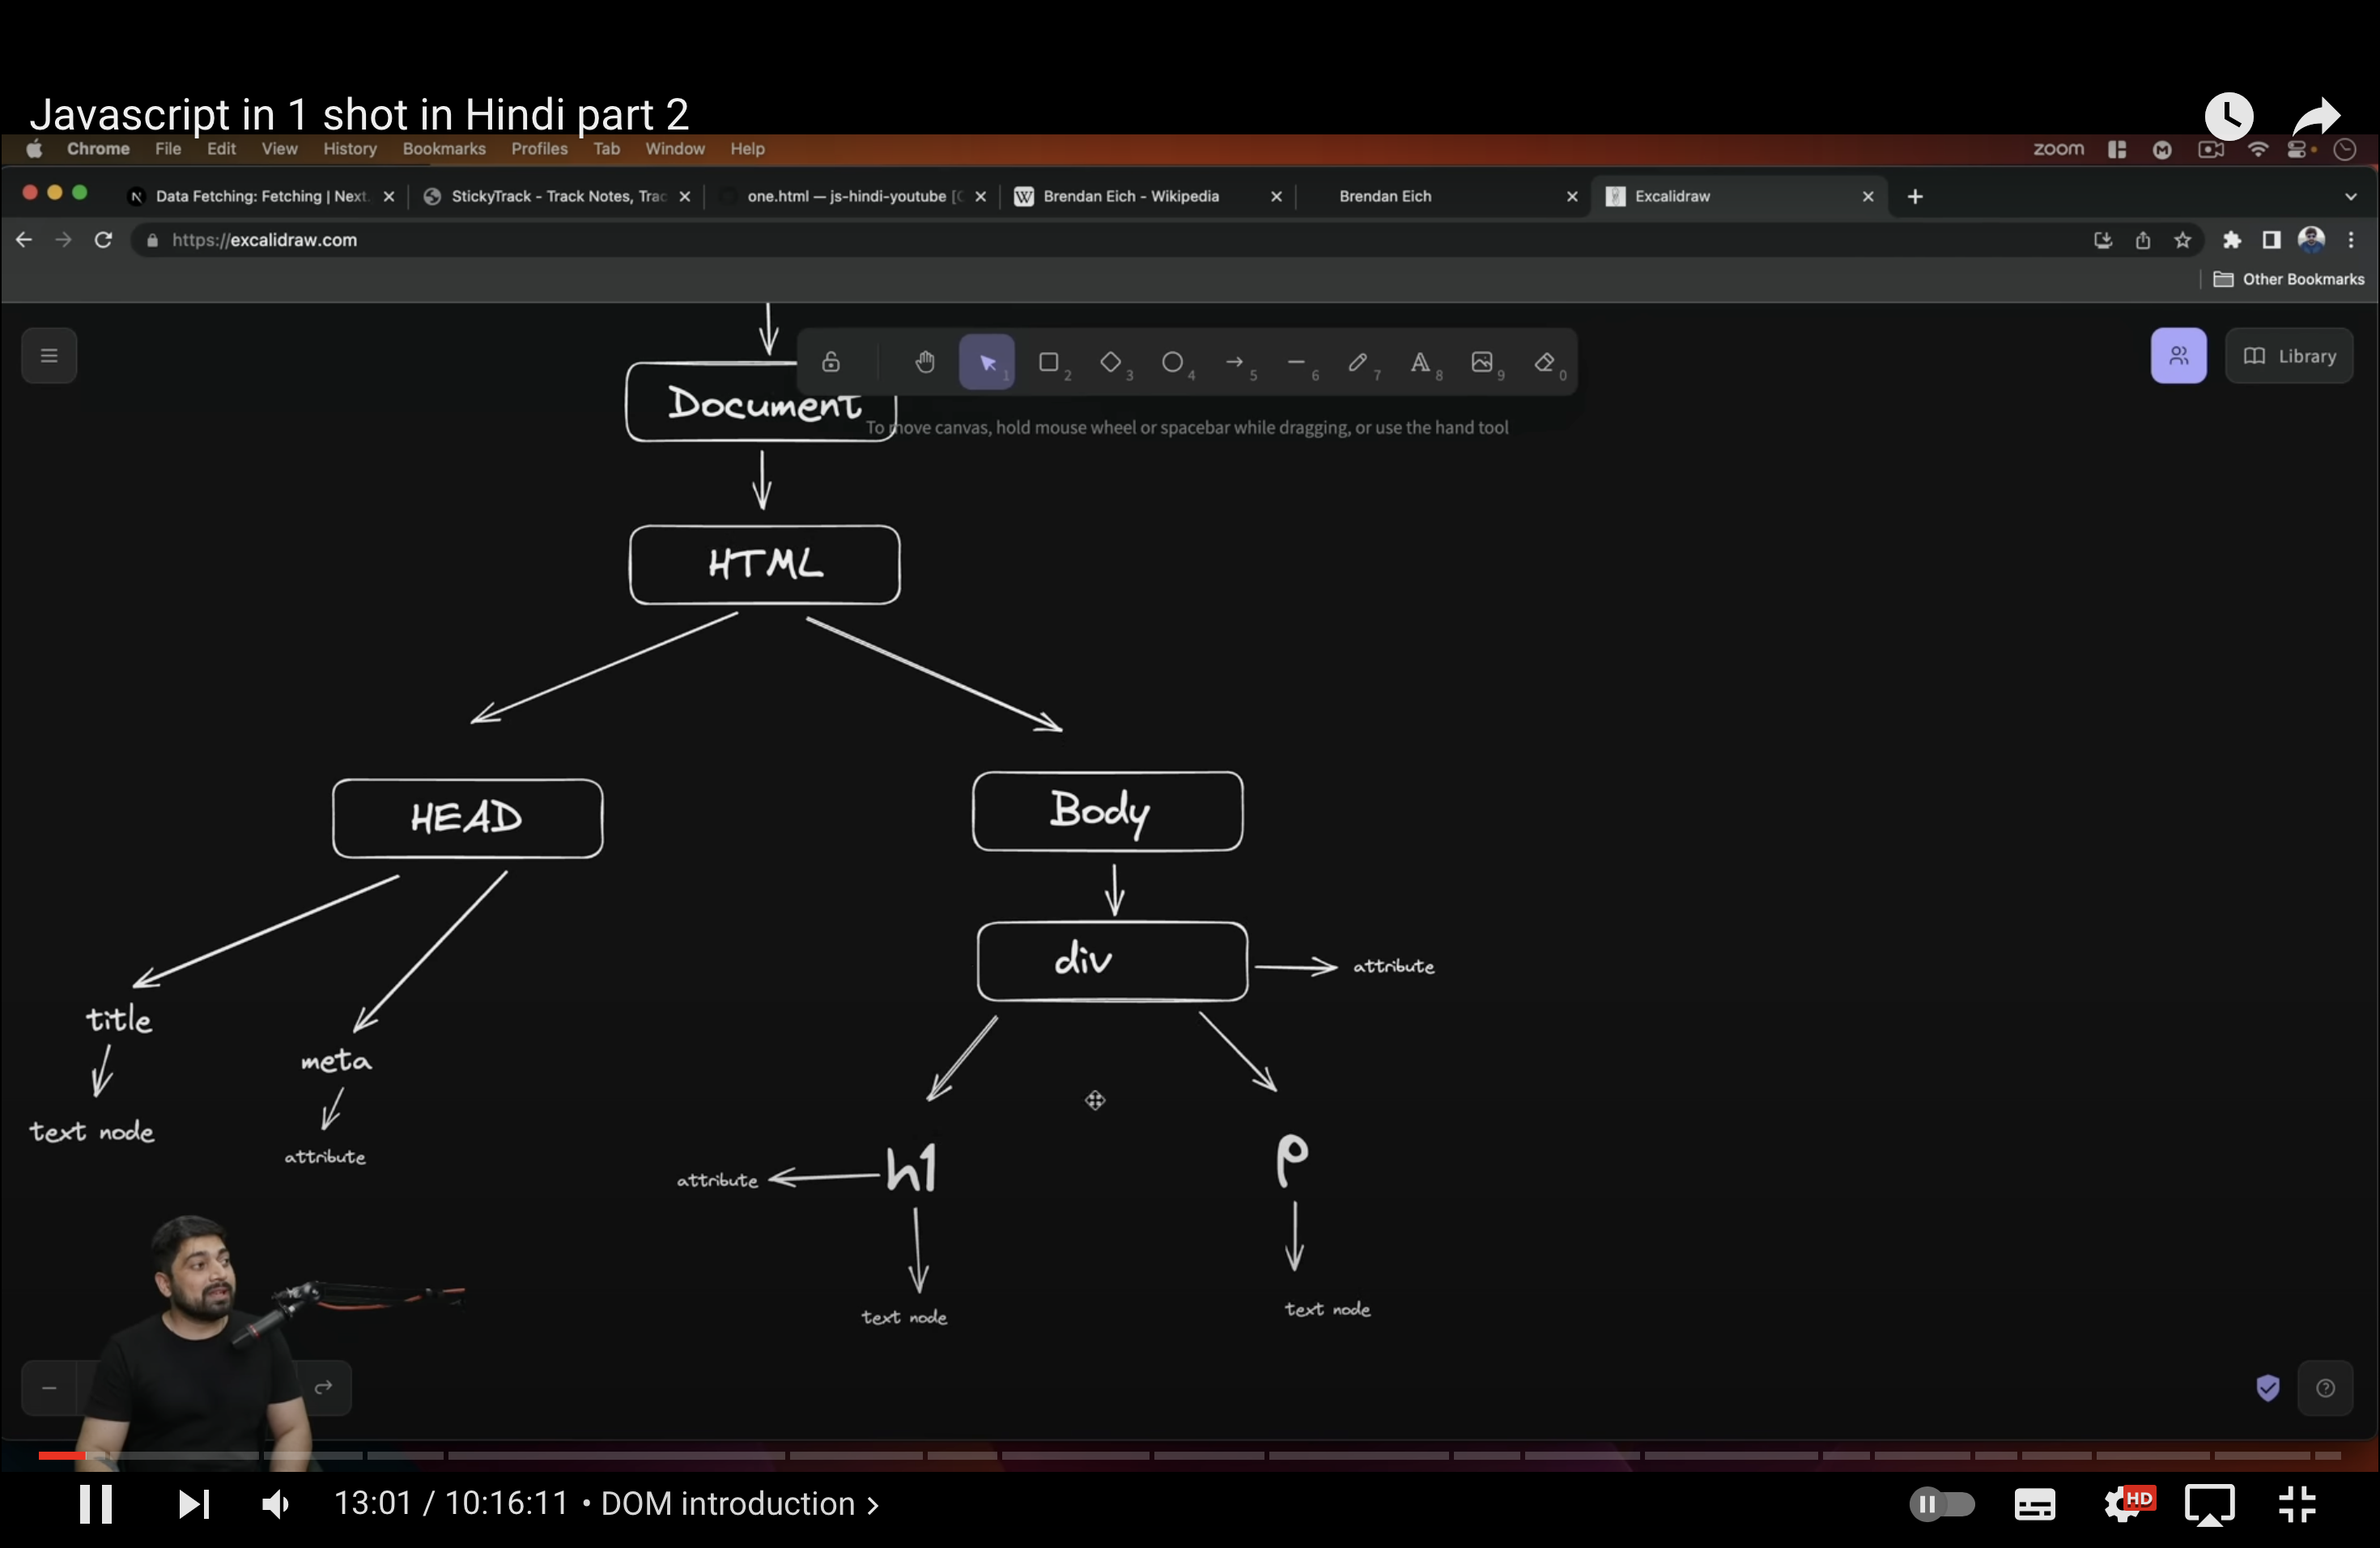 Javascript in 1 shot in Hindi part 2
Chrome File Edit View History Bookmarks Profiles Tab Window Help
zoom
Data Fetching: Fetching | Next.
StickyTrack - Track Notes, Trac
one.html — js-hindi-youtube [
Brendan Eich - Wikipedia
Brendan Eich
Excalidraw
https://excalidraw.com
Other Bookmarks
1 2 3 4 5 6 7 8 9 0
Library
Document
To move canvas, hold mouse wheel or spacebar while dragging, or use the hand tool
HTML
HEAD
Body
div
attribute
title
meta
text node
attribute
h1
attribute
p
text node
text node
13:01 / 10:16:11 • DOM introduction >
HD